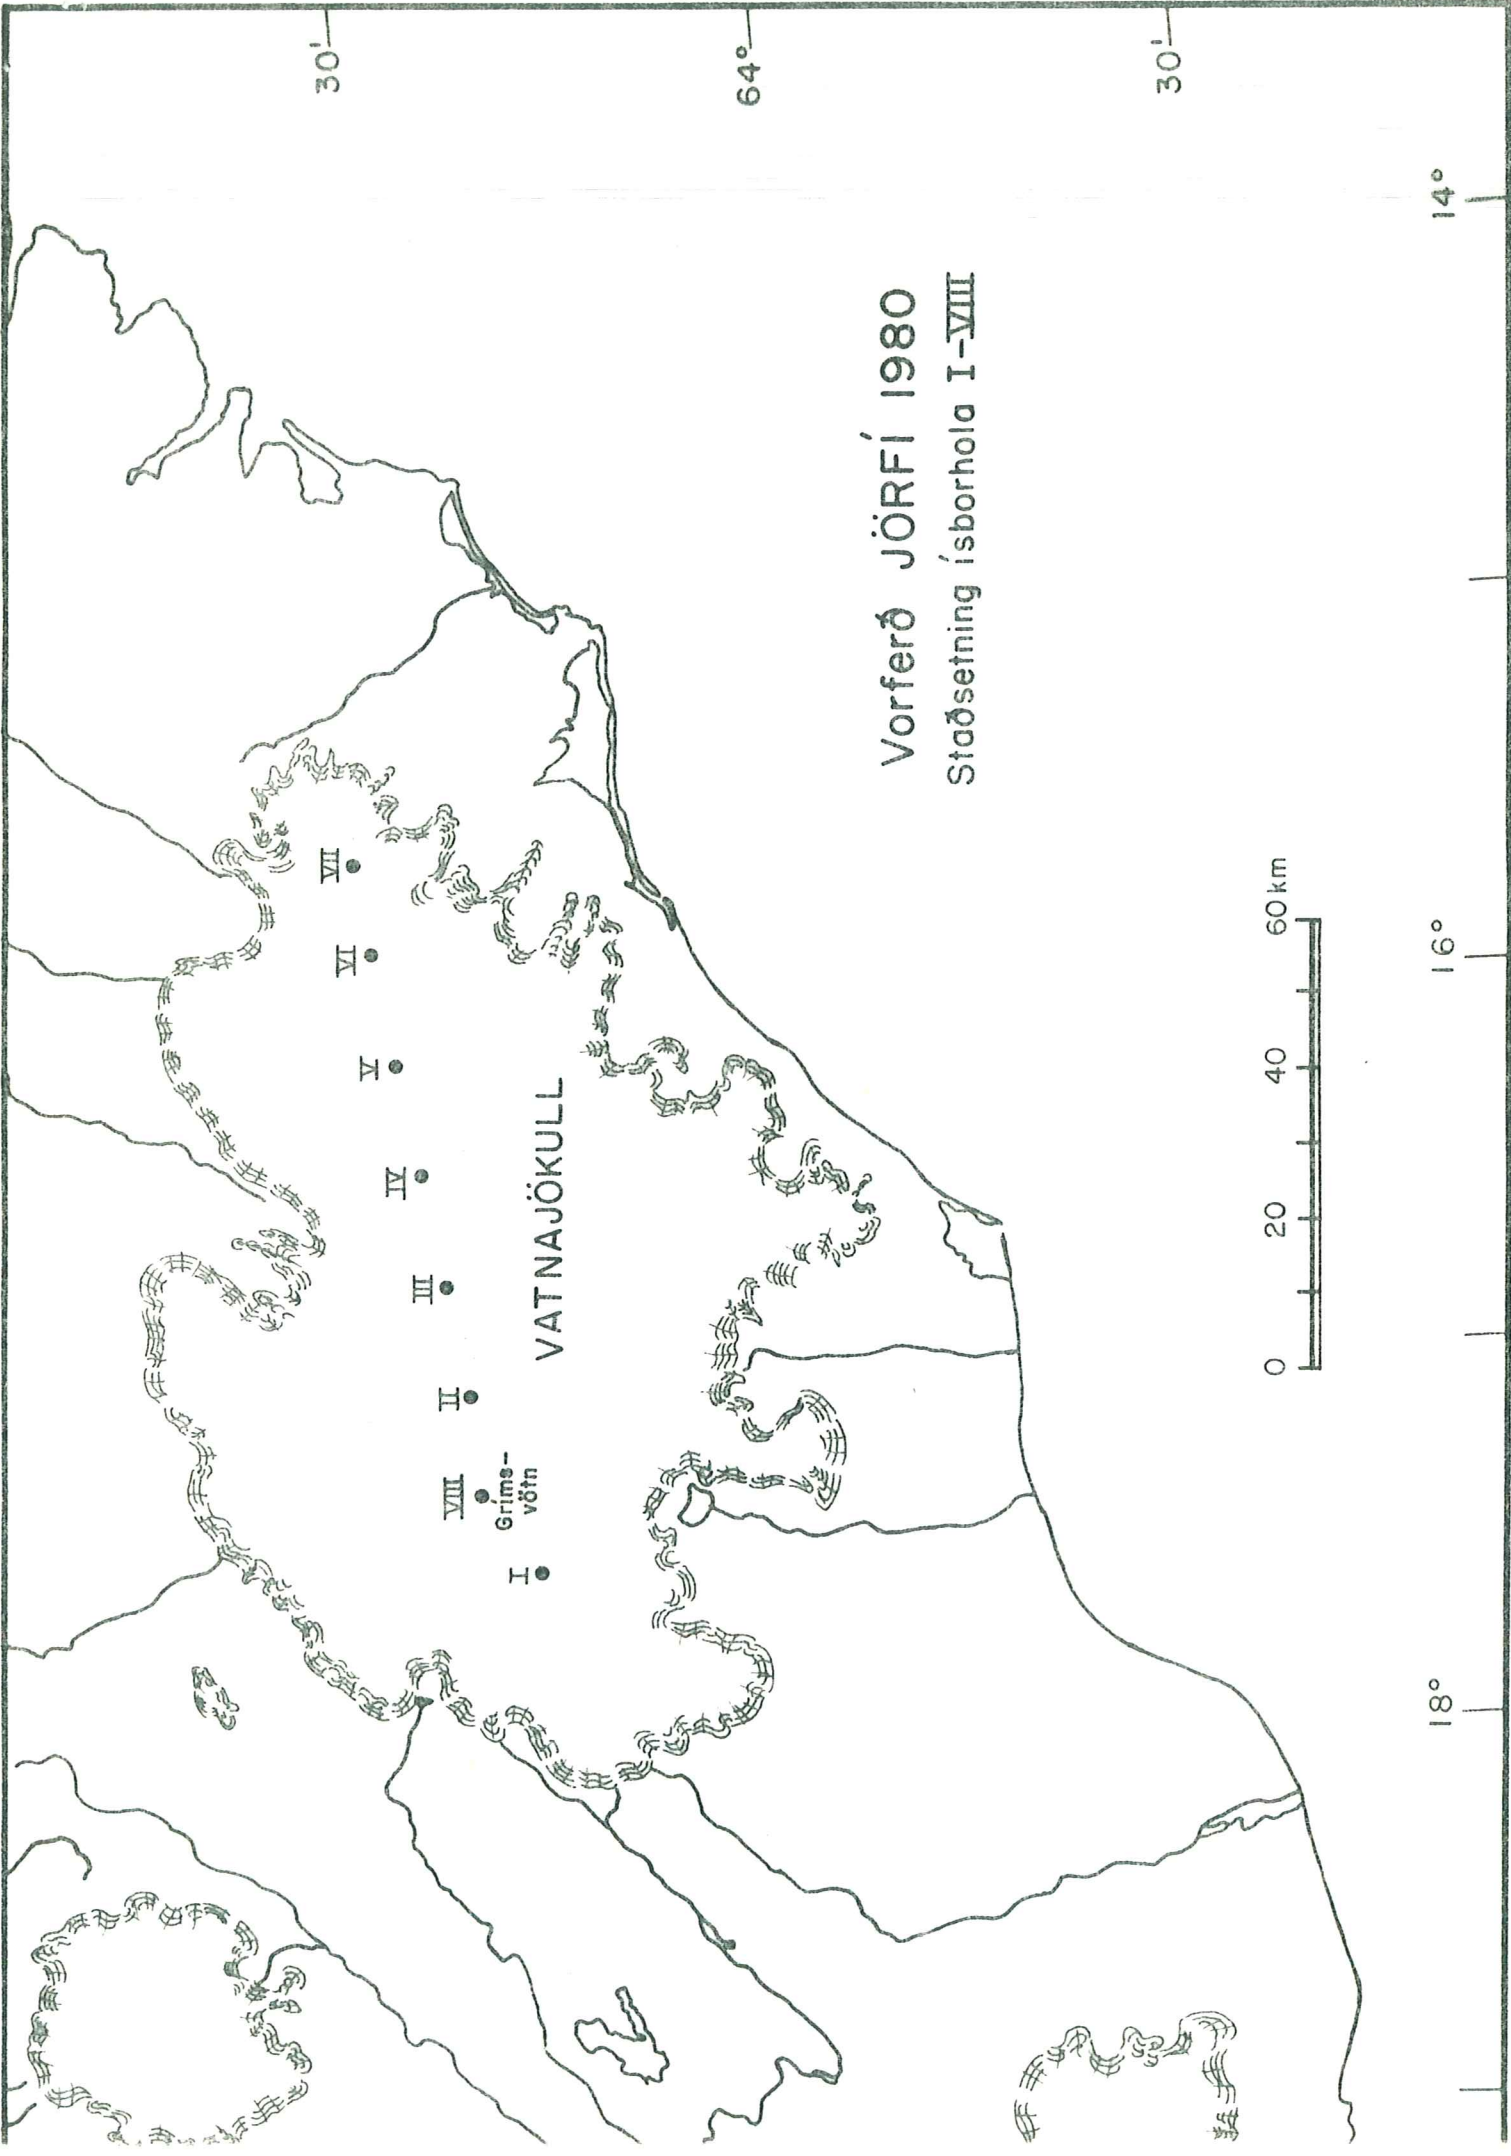 30'
64°
30'
14°
16°
18°
VII
VI
V
IV
III
II
VIII
I
Gríms-
vötn
VATNAJÖKULL
Vorferð JÖRFÍ 1980
Staðsetning ísborhola I-VIII
0 20 40 60 km